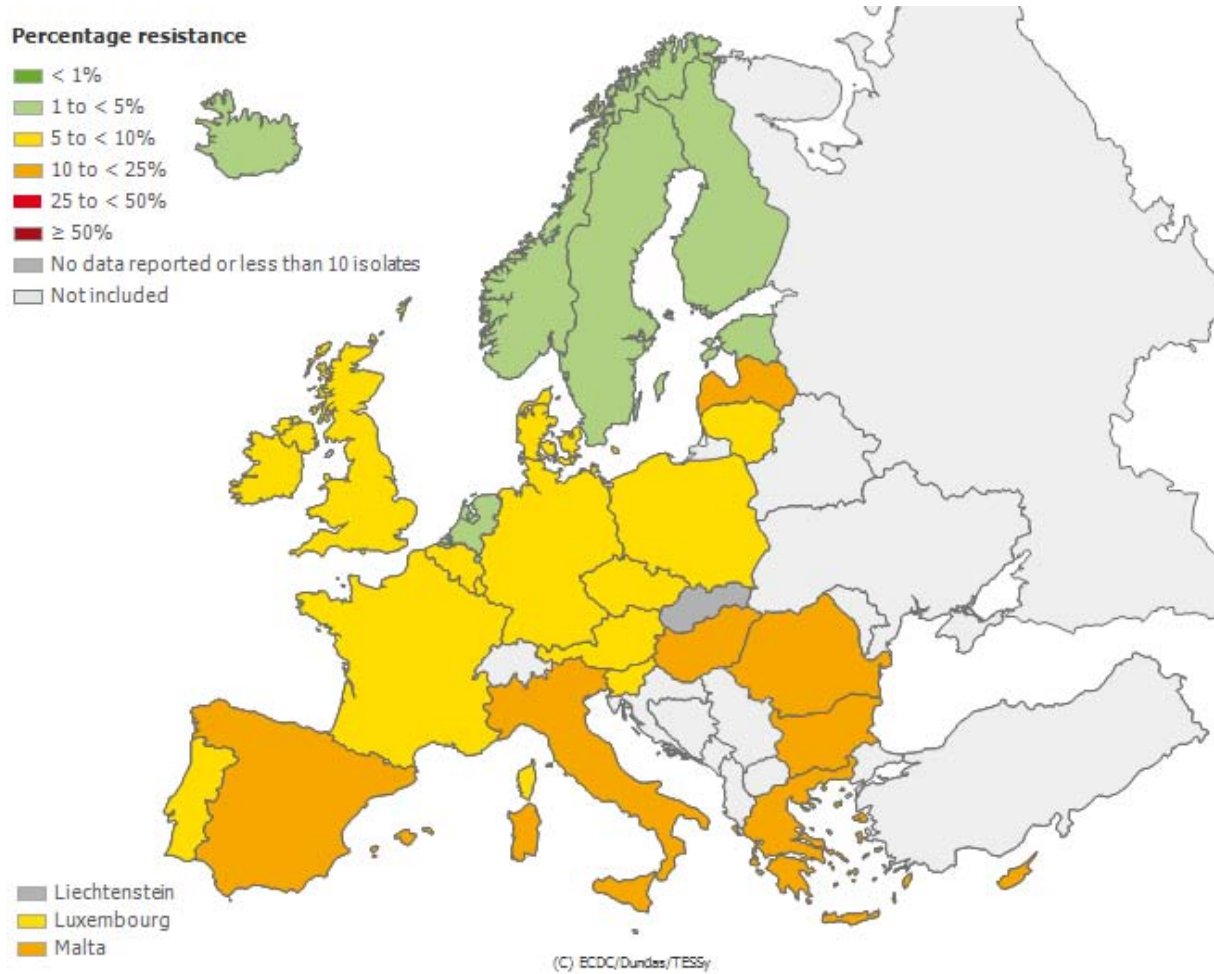 Percentage resistance
< 1%
1 to < 5%
5 to < 10%
10 to < 25%
25 to < 50%
≥ 50%
No data reported or less than 10 isolates
Not included
Liechtenstein
Luxembourg
Malta
(C) ECDC/Dundas/TESSy